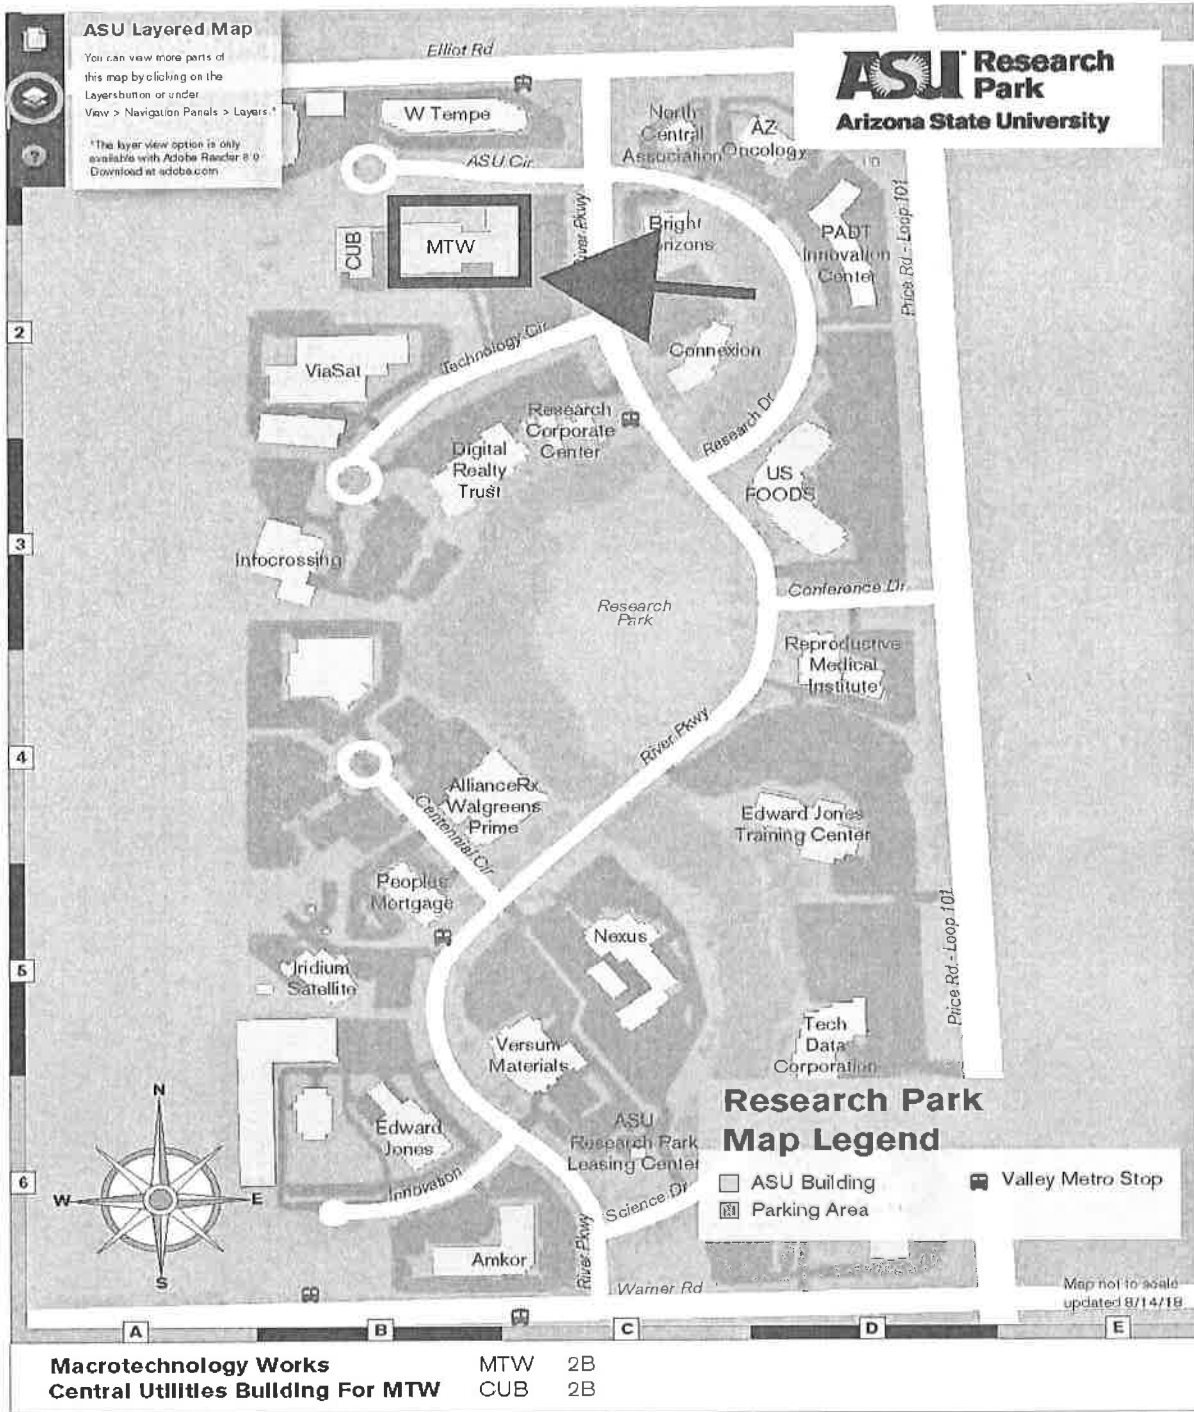 ASU Layered Map
You can view more parts of
this map by clicking on the
Layers button or under
View > Navigation Panels > Layers.*
*The layer view option is only
available with Adobe Reader 8.0
Download at adobe.com
?
ASU Research
Park
Arizona State University
Elliot Rd
W Tempe
ASU Cir
North
Central
Association
AZ
Oncology
CUB
MTW
River Pkwy
Bright
PADT
Innovation
Center
Price Rd - Loop 101
2
ViaSat
Technology Cir
Connexion
Research
Corporate
Center
Research Dr
Digital
Realty
Trust
US
FOODS
3
Infocrossing
Research
Park
Conference Dr
Reproductive
Medical
Institute
River Pkwy
4
AllianceRx
Walgreens
Prime
Centennial Cir
Edward Jones
Training Center
Peoples
Mortgage
Nexus
Price Rd. - Loop 101
5
Iridium
Satellite
Versum
Materials
Tech
Data
Corporation
N
W
E
S
Edward
Jones
ASU
Research Park
Leasing Center
Research Park
Map Legend
ASU Building
Parking Area
Valley Metro Stop
6
Innovation
Science Dr
River Pkwy
Amkor
Warner Rd
Map not to scale
updated 8/14/18
A
B
C
D
E
Macrotechnology Works MTW 2B
Central Utilities Building For MTW CUB 2B